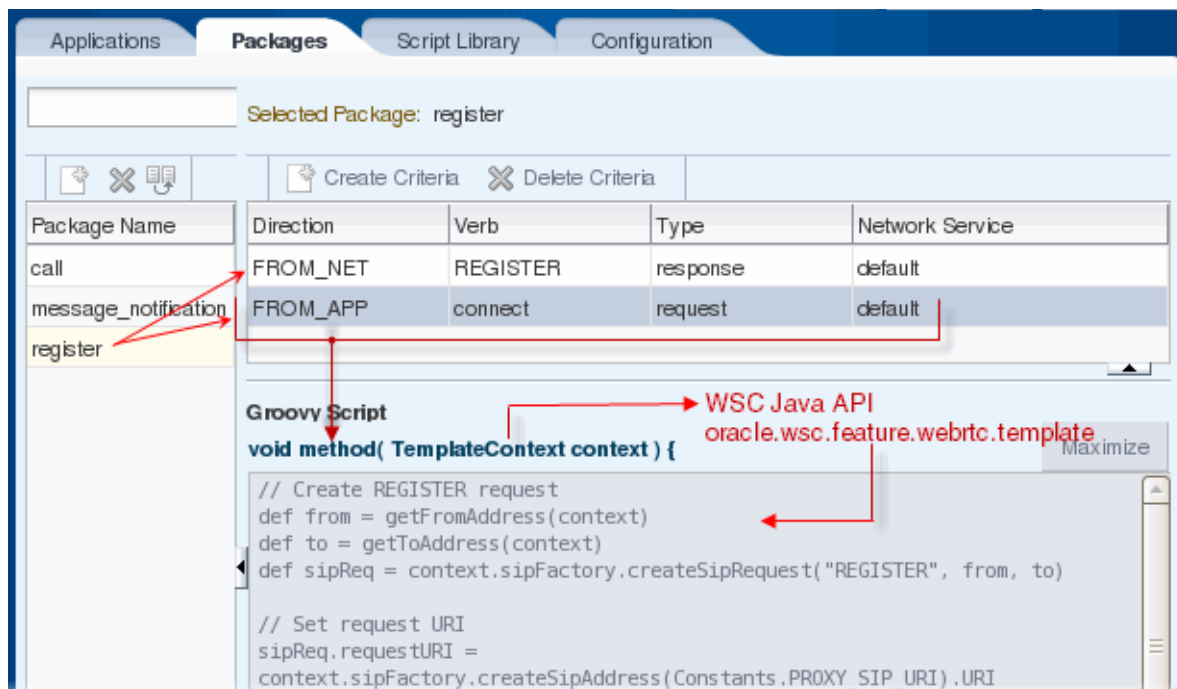 Applications Packages Script Library Configuration
Selected Package: register
Create Criteria Delete Criteria
Package Name Direction Verb Type Network Service
call FROM_NET REGISTER response default
message_notification FROM_APP connect request default
register
Groovy Script
WSC Java API
oracle.wsc.feature.webrtc.template
void method( TemplateContext context ) { Maximize
// Create REGISTER request
def from = getFromAddress(context)
def to = getToAddress(context)
def sipReq = context.sipFactory.createSipRequest("REGISTER", from, to)
// Set request URI
sipReq.requestURI =
context.sipFactory.createSipAddress(Constants.PROXY_SIP_URI).URI